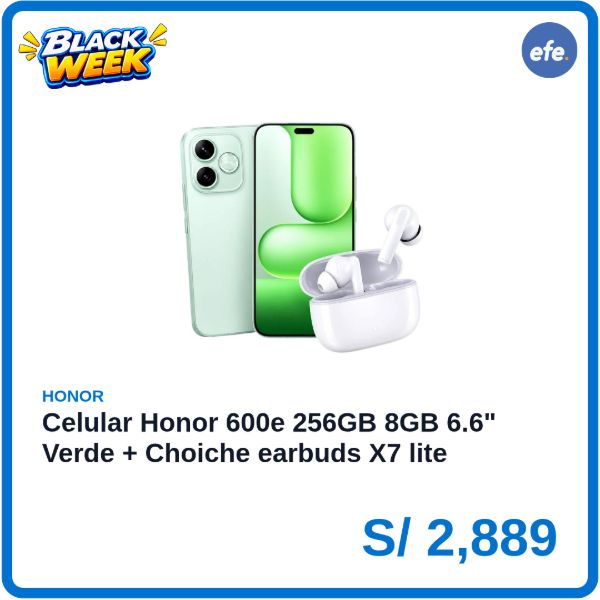 BLACK
WEEK
efe.
HONOR
Celular Honor 600e 256GB 8GB 6.6"
Verde + Choiche earbuds X7 lite
S/ 2,889